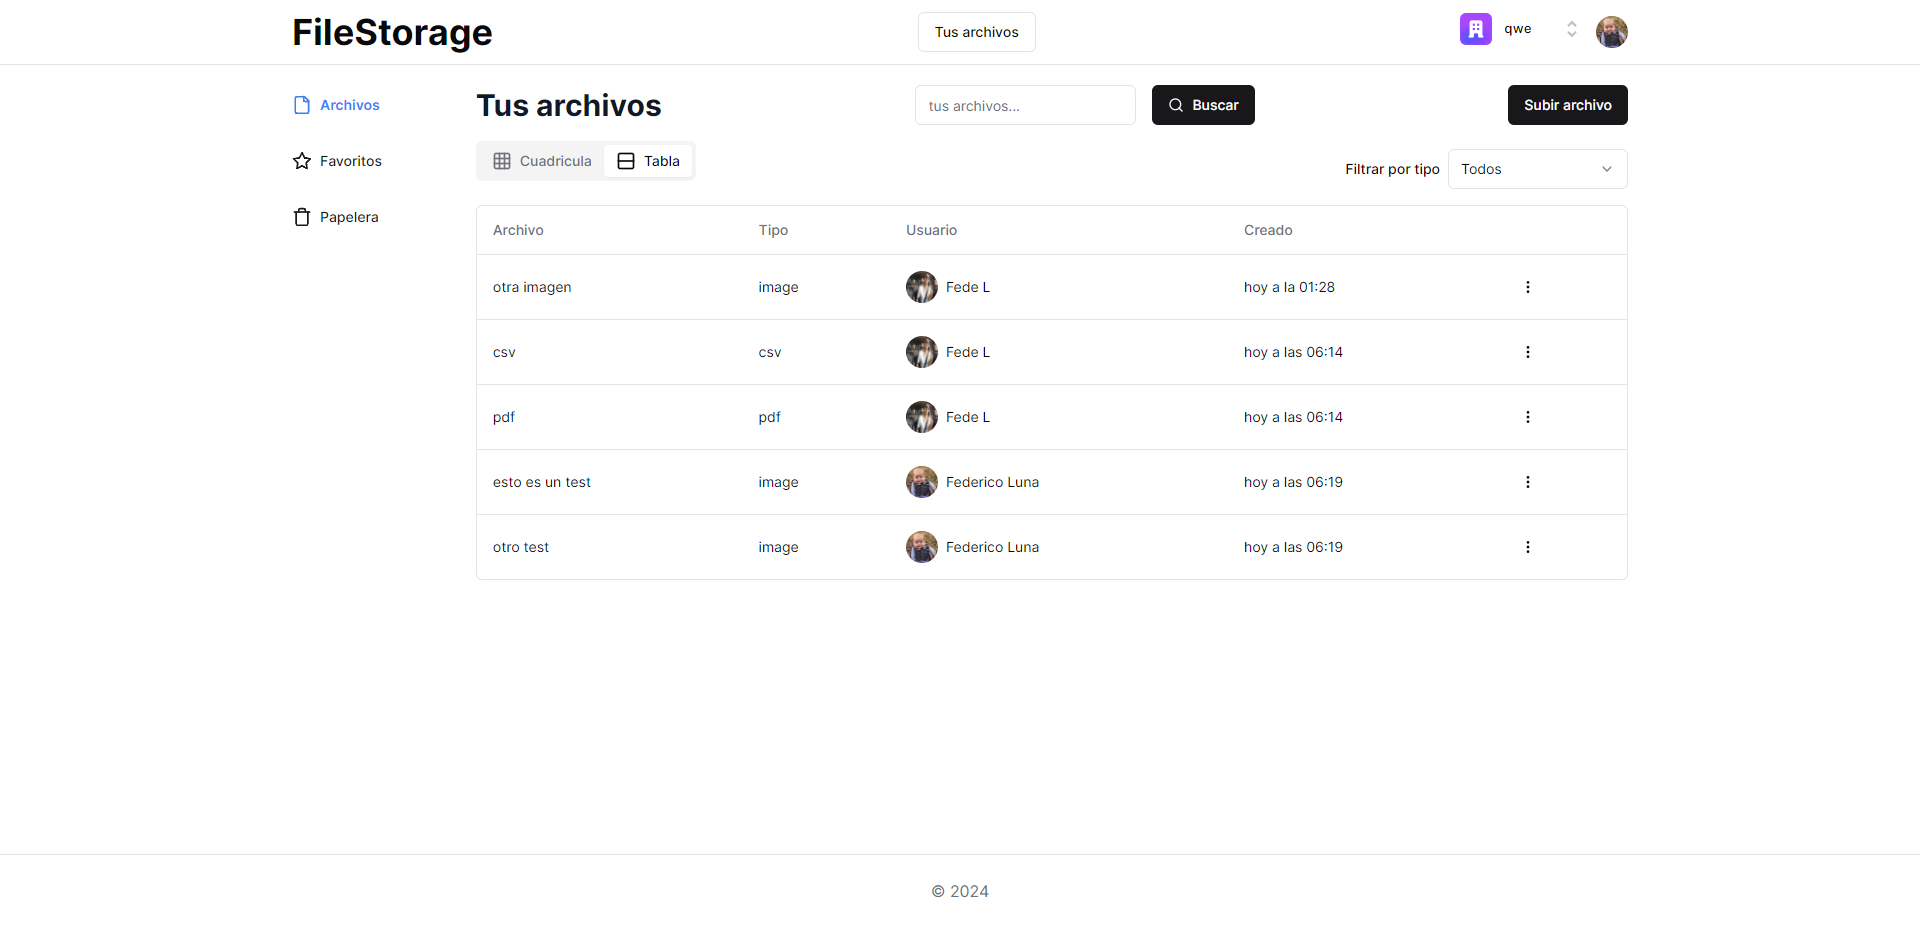 FileStorage
Tus archivos
qwe
Archivos
Favoritos
Papelera
Tus archivos
tus archivos...
Buscar
Subir archivo
Cuadricula
Tabla
Filtrar por tipo
Todos
Archivo Tipo Usuario Creado
otra imagen image Fede L hoy a la 01:28
csv csv Fede L hoy a las 06:14
pdf pdf Fede L hoy a las 06:14
esto es un test image Federico Luna hoy a las 06:19
otro test image Federico Luna hoy a las 06:19
© 2024